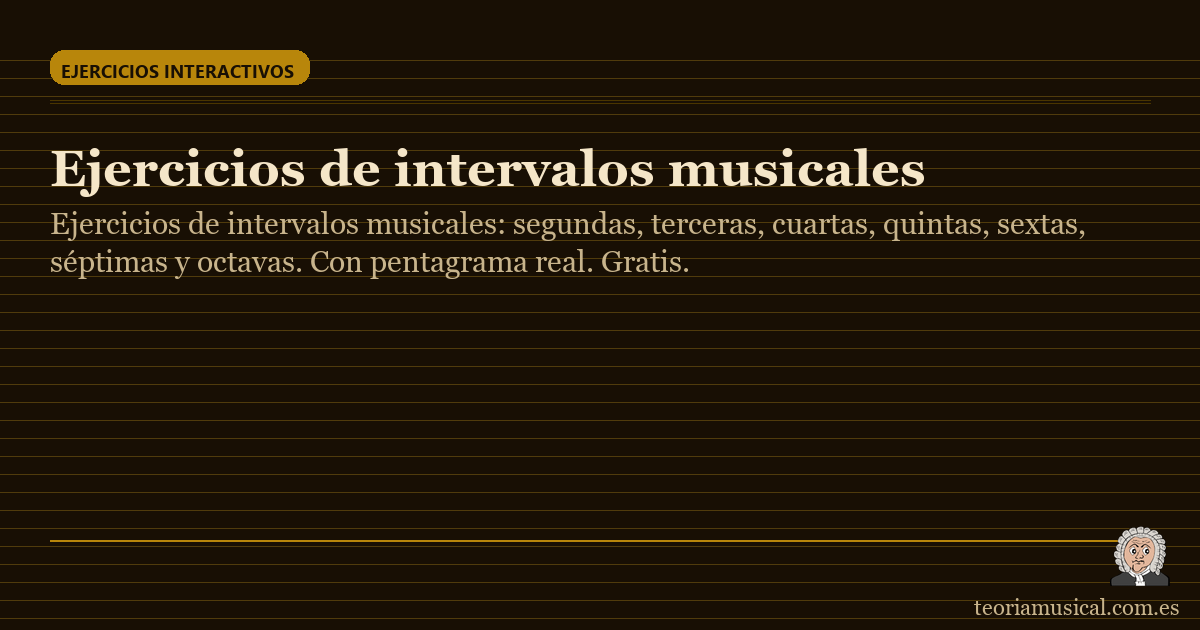 EJERCICIOS INTERACTIVOS
Ejercicios de intervalos musicales
Ejercicios de intervalos musicales: segundas, terceras, cuartas, quintas, sextas,
séptimas y octavas. Con pentagrama real. Gratis.
teoriamusical.com.es